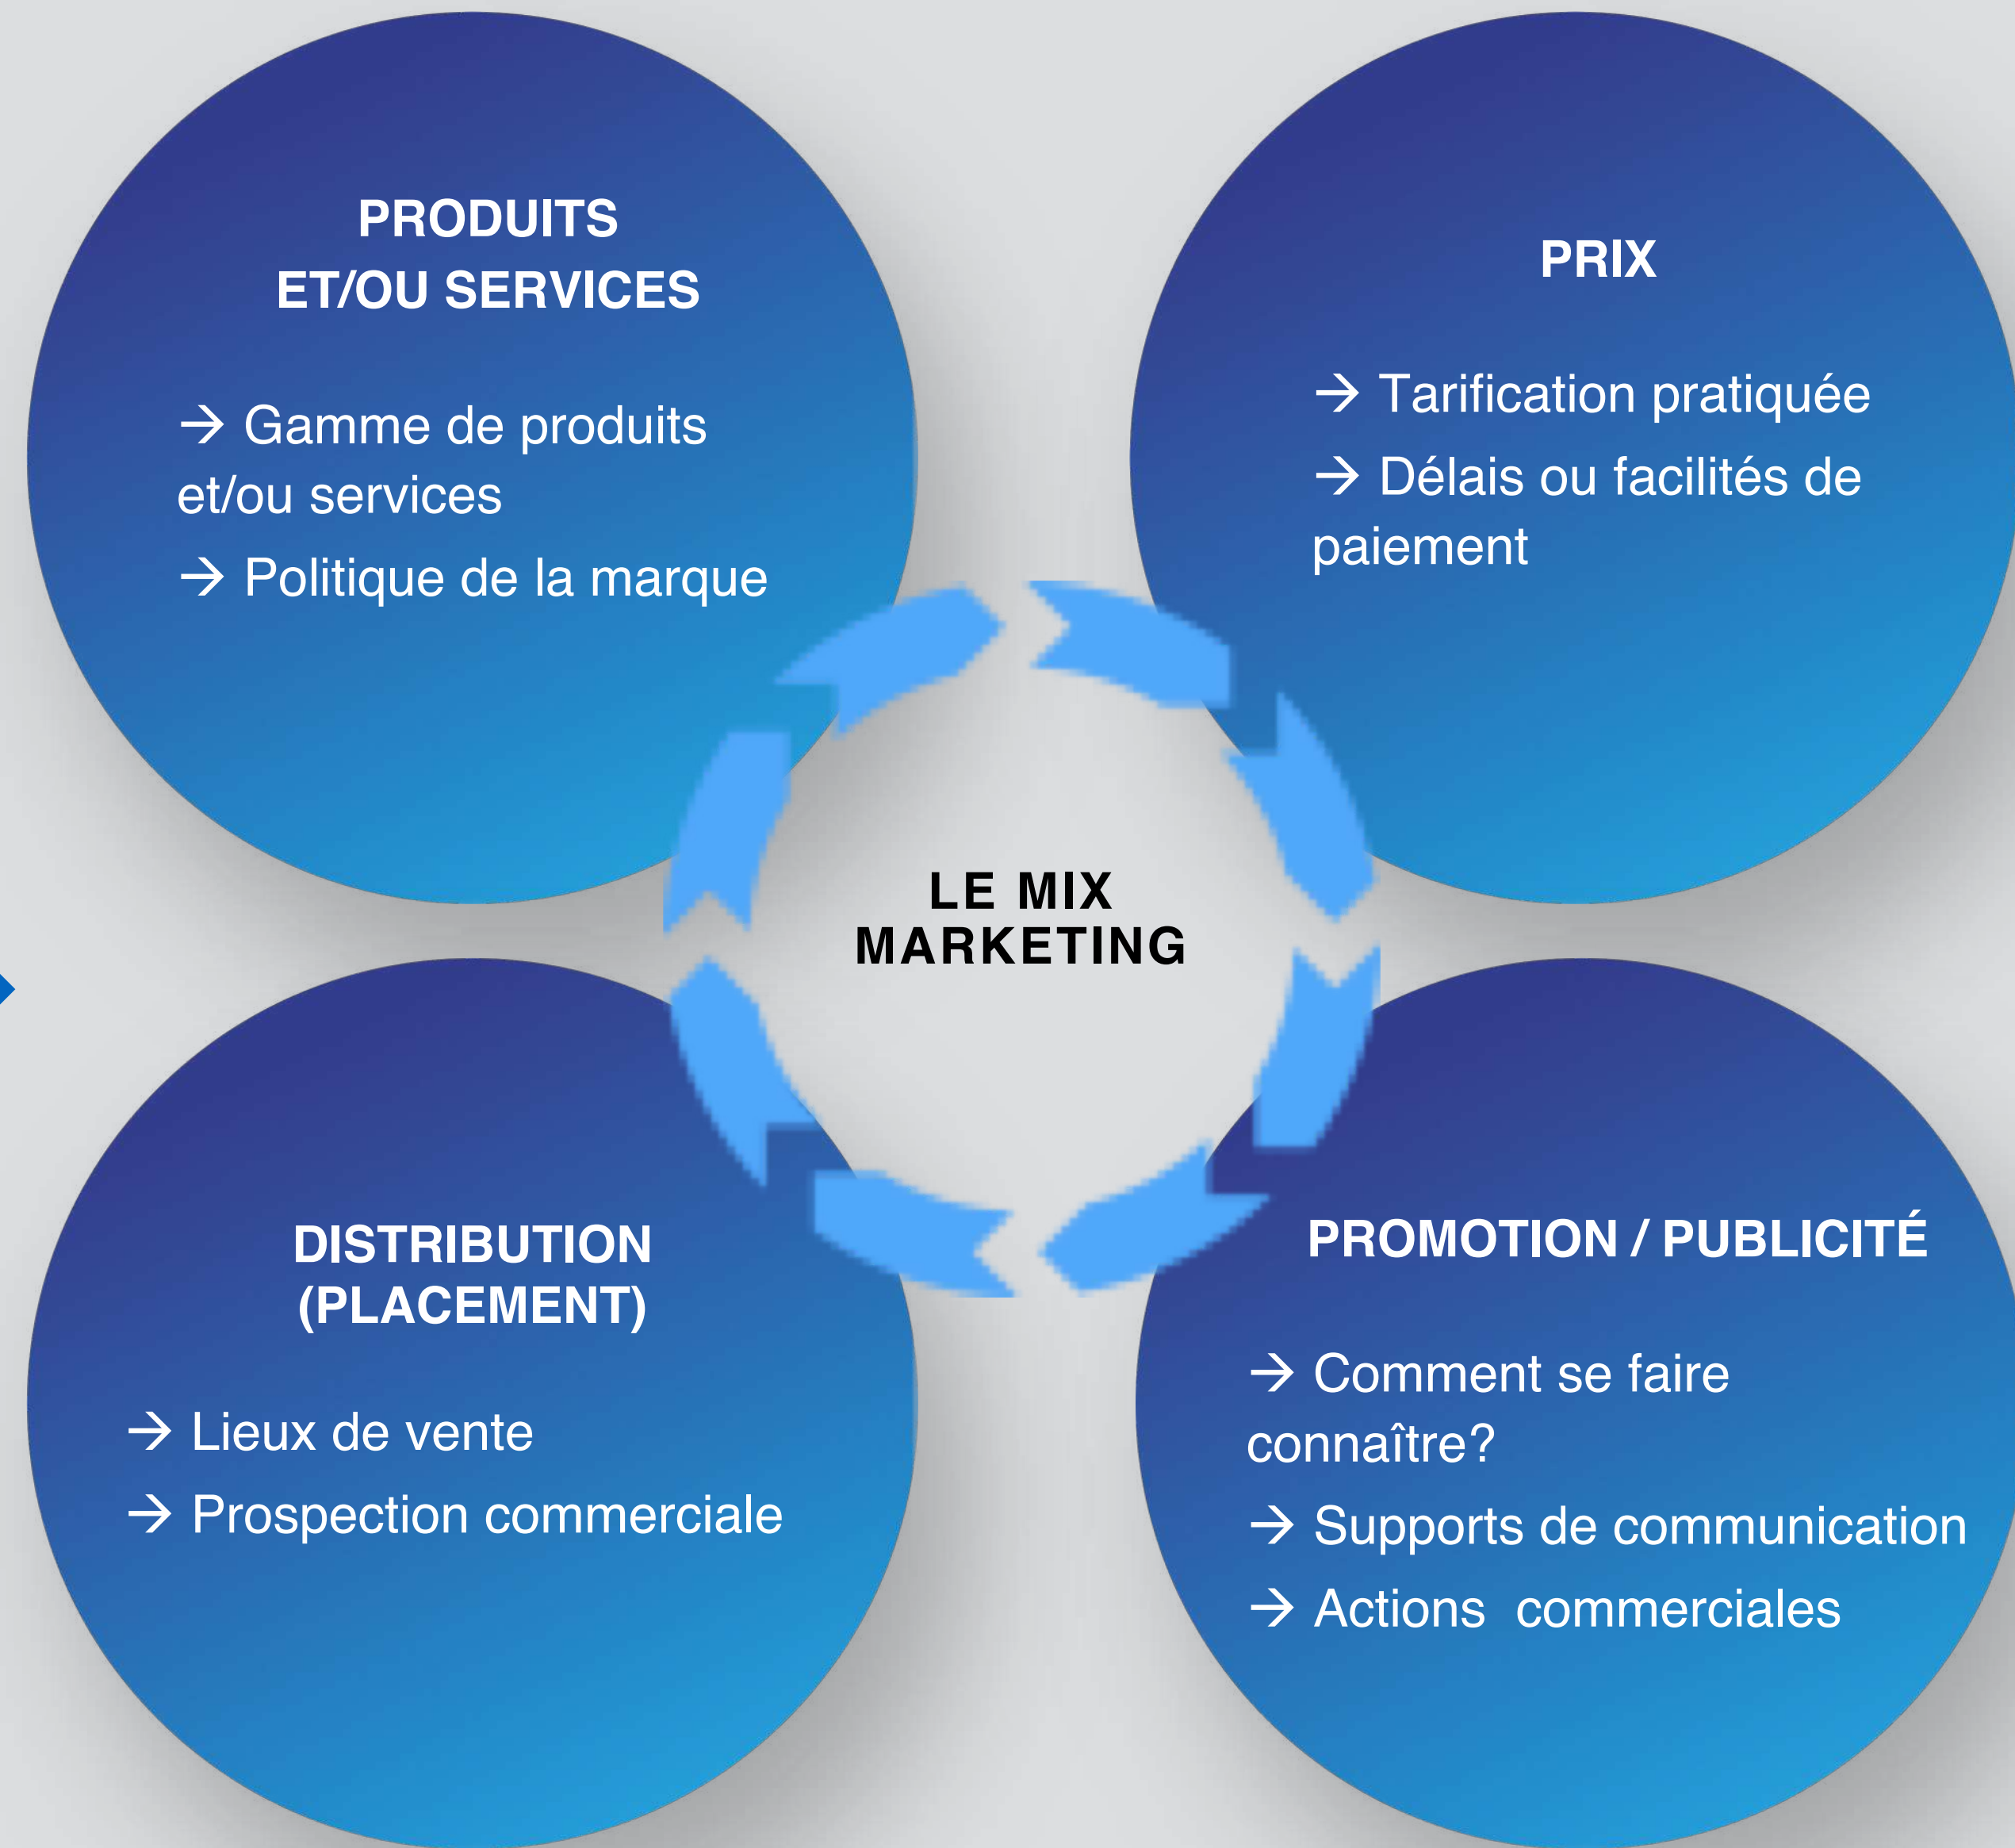 PRODUITS
ET/OU SERVICES
→ Gamme de produits
et/ou services
→ Politique de la marque
PRIX
→ Tarification pratiquée
→ Délais ou facilités de
paiement
LE MIX
MARKETING
DISTRIBUTION
(PLACEMENT)
→ Lieux de vente
→ Prospection commerciale
PROMOTION / PUBLICITÉ
→ Comment se faire
connaître?
→ Supports de communication
→ Actions  commerciales